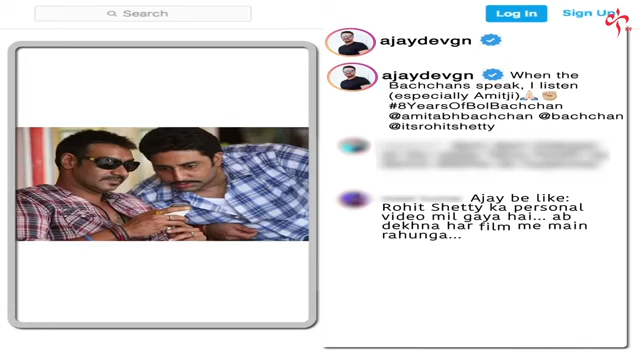 Search
Log In
Sign Up
ajaydevgn
ajaydevgn When the
Bachchans speak, I listen
(especially Amitji)🙏🏻✊🏼
#8YearsOfBolBachchan
@amitabhbachchan @bachchan
@itsrohitshetty
Ajay be like:
Rohit Shetty ka personal
video mil gaya hai... ab
dekhna har film me main
rahunga...